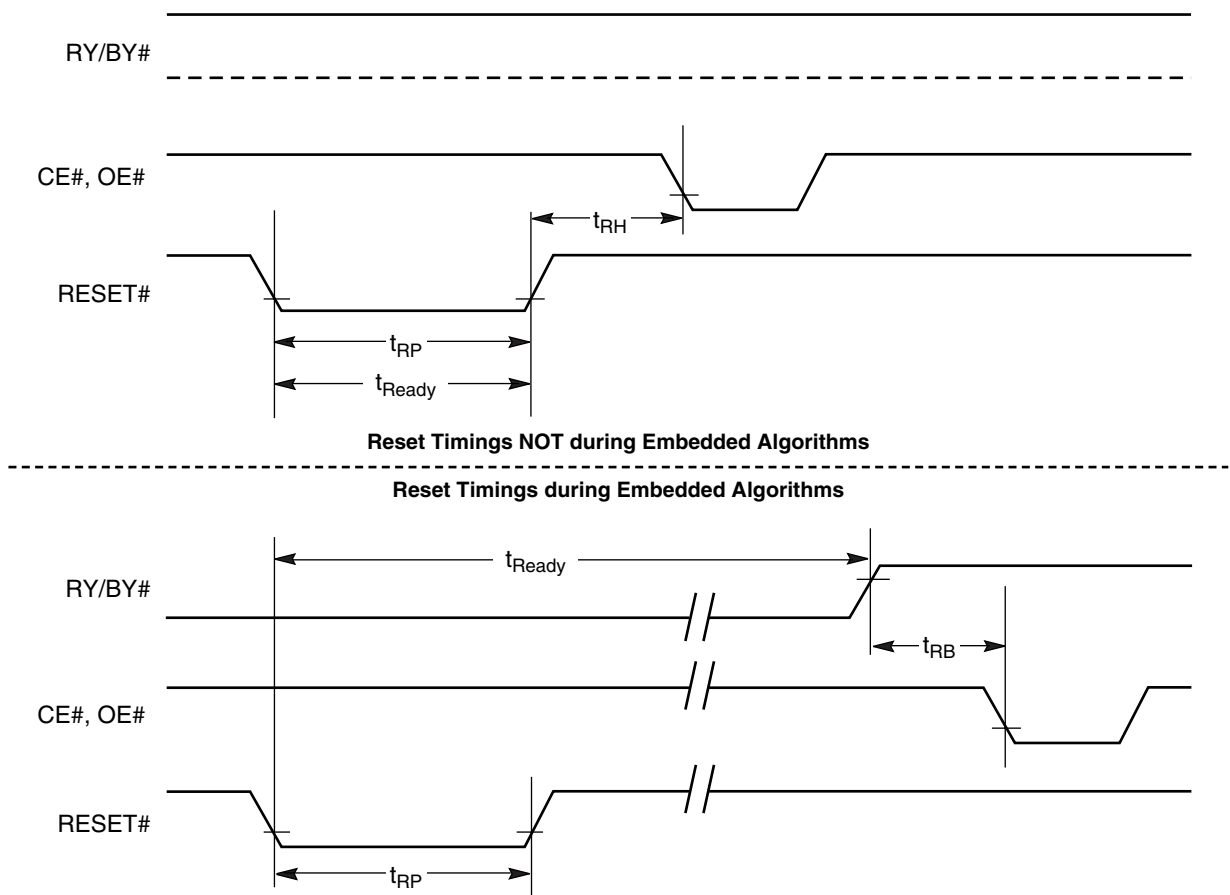 RY/BY#
CE#, OE#
tRH
RESET#
tRP
tReady
Reset Timings NOT during Embedded Algorithms
Reset Timings during Embedded Algorithms
tReady
RY/BY#
tRB
CE#, OE#
RESET#
tRP